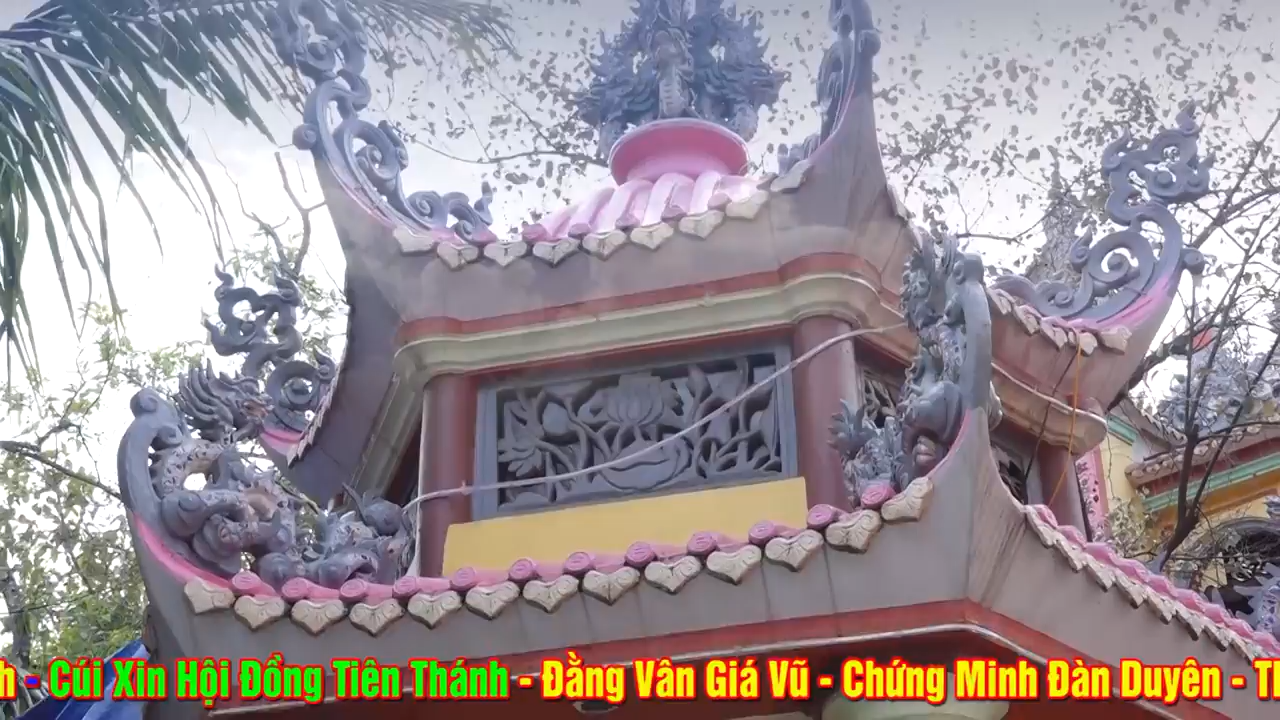 - Cúi Xin Hội Đồng Tiên Thánh - Đằng Vân Giá Vũ - Chứng Minh Đàn Duyên -